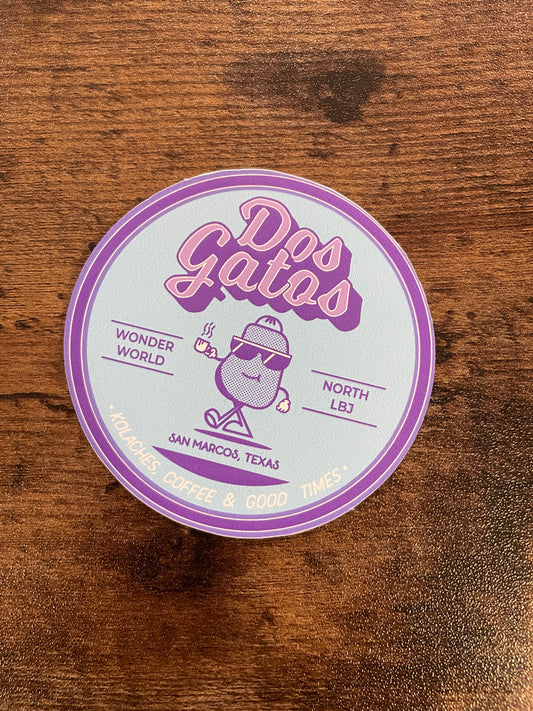 Dos
Gatos
WONDER
WORLD
NORTH
LBJ
SAN MARCOS, TEXAS
• KOLACHES COFFEE & GOOD TIMES •